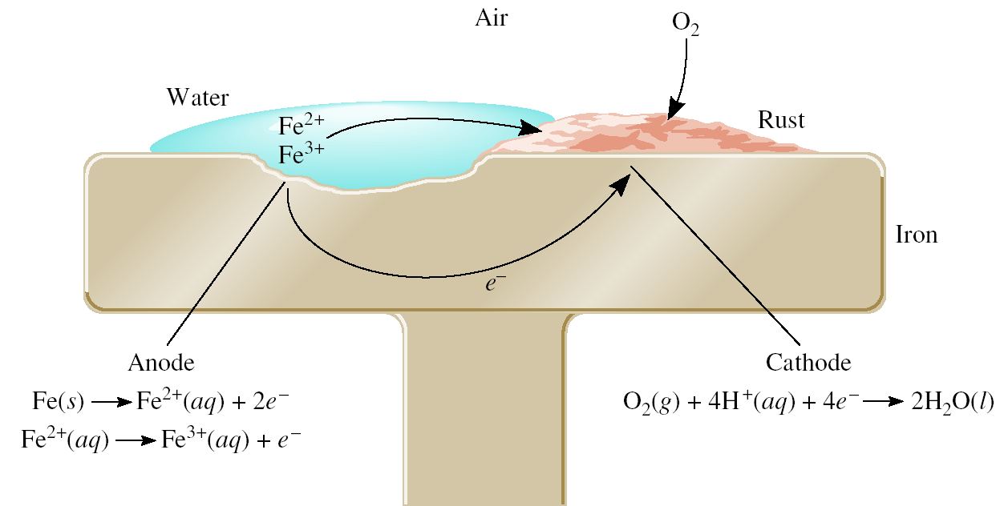 Air
O₂
Water
Rust
Fe²⁺
Fe³⁺
Iron
e⁻
Anode
Fe(s) ⟶ Fe²⁺(aq) + 2e⁻
Fe²⁺(aq) ⟶ Fe³⁺(aq) + e⁻
Cathode
O₂(g) + 4H⁺(aq) + 4e⁻ ⟶ 2H₂O(l)